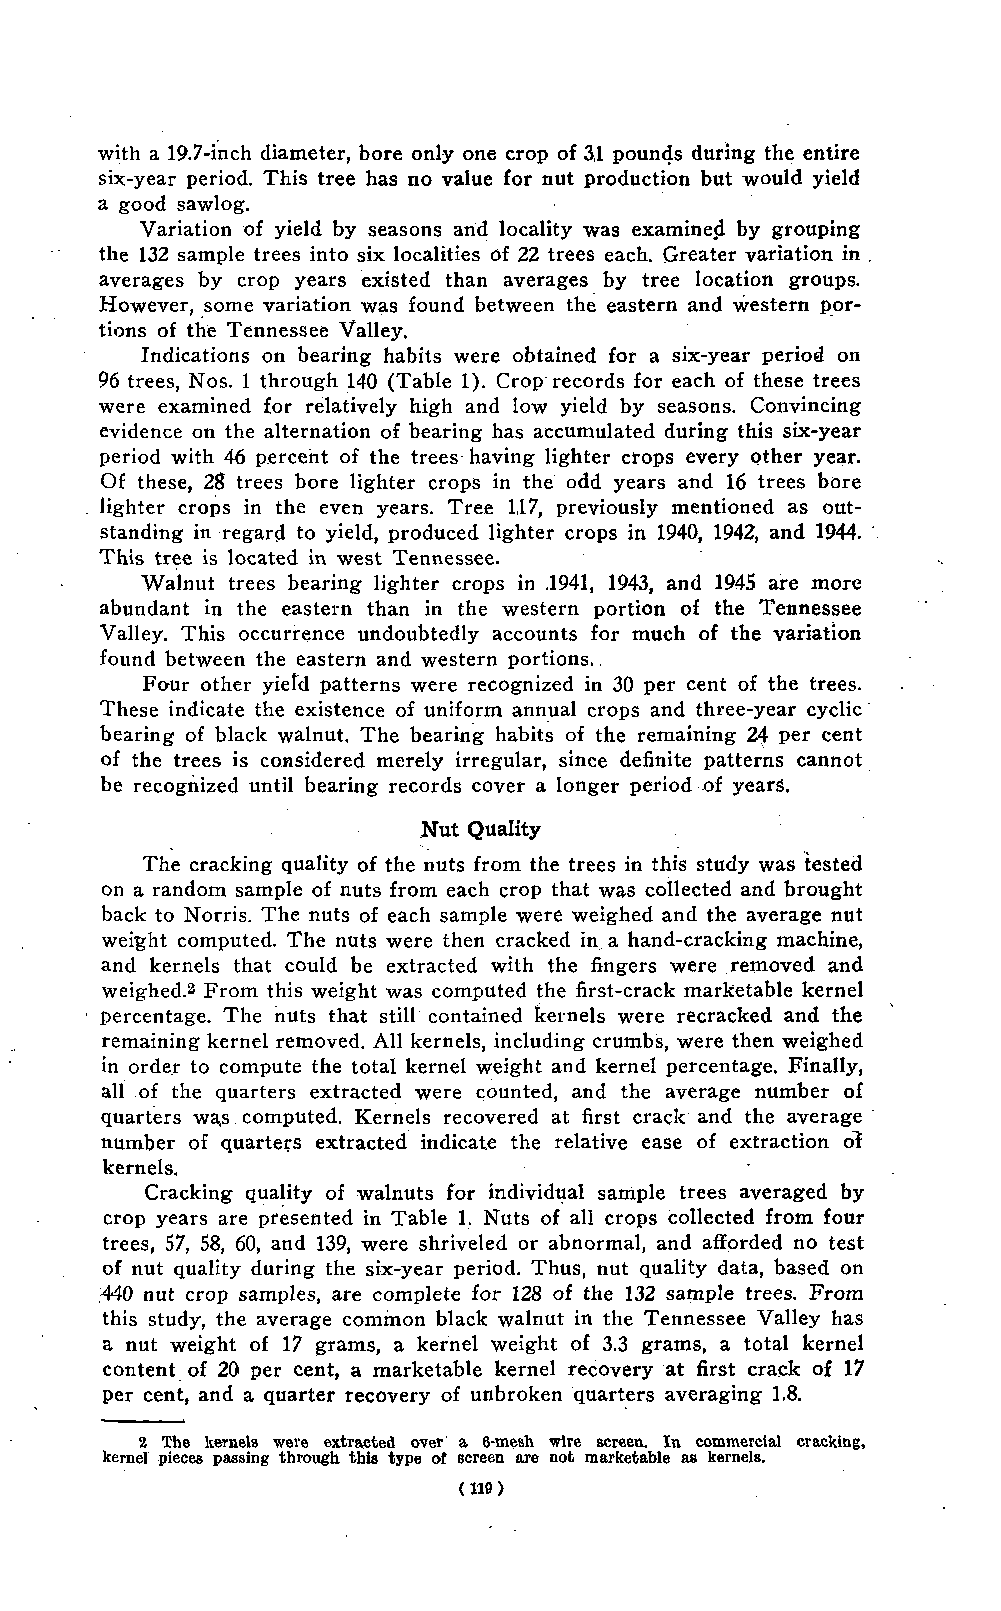 with a 19.7-inch diameter, bore only one crop of 31 pounds during the entire
six-year period. This tree has no value for nut production but would yield
a good sawlog.
Variation of yield by seasons and locality was examined by grouping
the 132 sample trees into six localities of 22 trees each. Greater variation in
averages by crop years existed than averages by tree location groups.
However, some variation was found between the eastern and western por-
tions of the Tennessee Valley.
Indications on bearing habits were obtained for a six-year period on
96 trees, Nos. 1 through 140 (Table 1). Crop records for each of these trees
were examined for relatively high and low yield by seasons. Convincing
evidence on the alternation of bearing has accumulated during this six-year
period with 46 percent of the trees having lighter crops every other year.
Of these, 28 trees bore lighter crops in the odd years and 16 trees bore
lighter crops in the even years. Tree 117, previously mentioned as out-
standing in regard to yield, produced lighter crops in 1940, 1942, and 1944.
This tree is located in west Tennessee.
Walnut trees bearing lighter crops in 1941, 1943, and 1945 are more
abundant in the eastern than in the western portion of the Tennessee
Valley. This occurrence undoubtedly accounts for much of the variation
found between the eastern and western portions.
Four other yield patterns were recognized in 30 per cent of the trees.
These indicate the existence of uniform annual crops and three-year cyclic
bearing of black walnut. The bearing habits of the remaining 24 per cent
of the trees is considered merely irregular, since definite patterns cannot
be recognized until bearing records cover a longer period of years.
Nut Quality
The cracking quality of the nuts from the trees in this study was tested
on a random sample of nuts from each crop that was collected and brought
back to Norris. The nuts of each sample were weighed and the average nut
weight computed. The nuts were then cracked in a hand-cracking machine,
and kernels that could be extracted with the fingers were removed and
weighed.2 From this weight was computed the first-crack marketable kernel
percentage. The nuts that still contained kernels were recracked and the
remaining kernel removed. All kernels, including crumbs, were then weighed
in order to compute the total kernel weight and kernel percentage. Finally,
all of the quarters extracted were counted, and the average number of
quarters was computed. Kernels recovered at first crack and the average
number of quarters extracted indicate the relative ease of extraction of
kernels.
Cracking quality of walnuts for individual sample trees averaged by
crop years are presented in Table 1. Nuts of all crops collected from four
trees, 57, 58, 60, and 139, were shriveled or abnormal, and afforded no test
of nut quality during the six-year period. Thus, nut quality data, based on
440 nut crop samples, are complete for 128 of the 132 sample trees. From
this study, the average common black walnut in the Tennessee Valley has
a nut weight of 17 grams, a kernel weight of 3.3 grams, a total kernel
content of 20 per cent, a marketable kernel recovery at first crack of 17
per cent, and a quarter recovery of unbroken quarters averaging 1.8.
2 The kernels were extracted over a 6-mesh wire screen. In commercial cracking,
kernel pieces passing through this type of screen are not marketable as kernels.
(119)